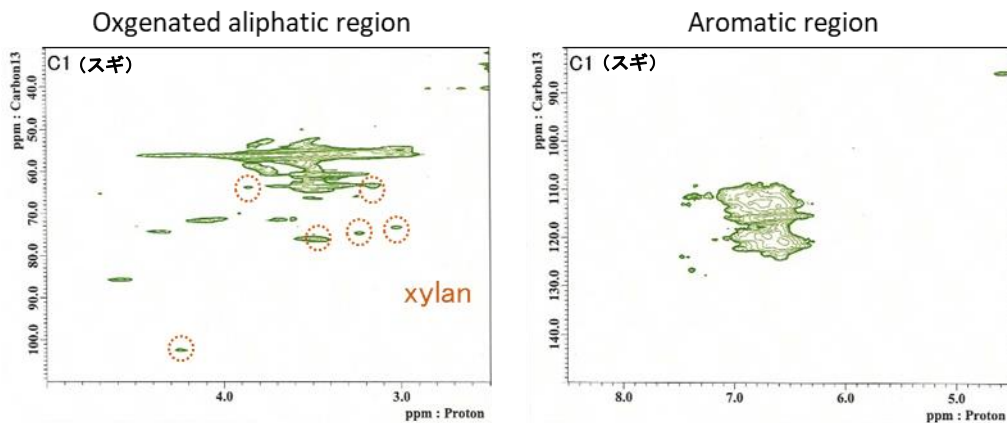 Oxgenated aliphatic region
C1 (スギ)
ppm : Carbon13
40.0
50.0
60.0
70.0
80.0
90.0
100.0
xylan
4.0
3.0
ppm : Proton
Aromatic region
C1 (スギ)
ppm : Carbon13
90.0
100.0
110.0
120.0
130.0
140.0
8.0
7.0
6.0
5.0
ppm : Proton